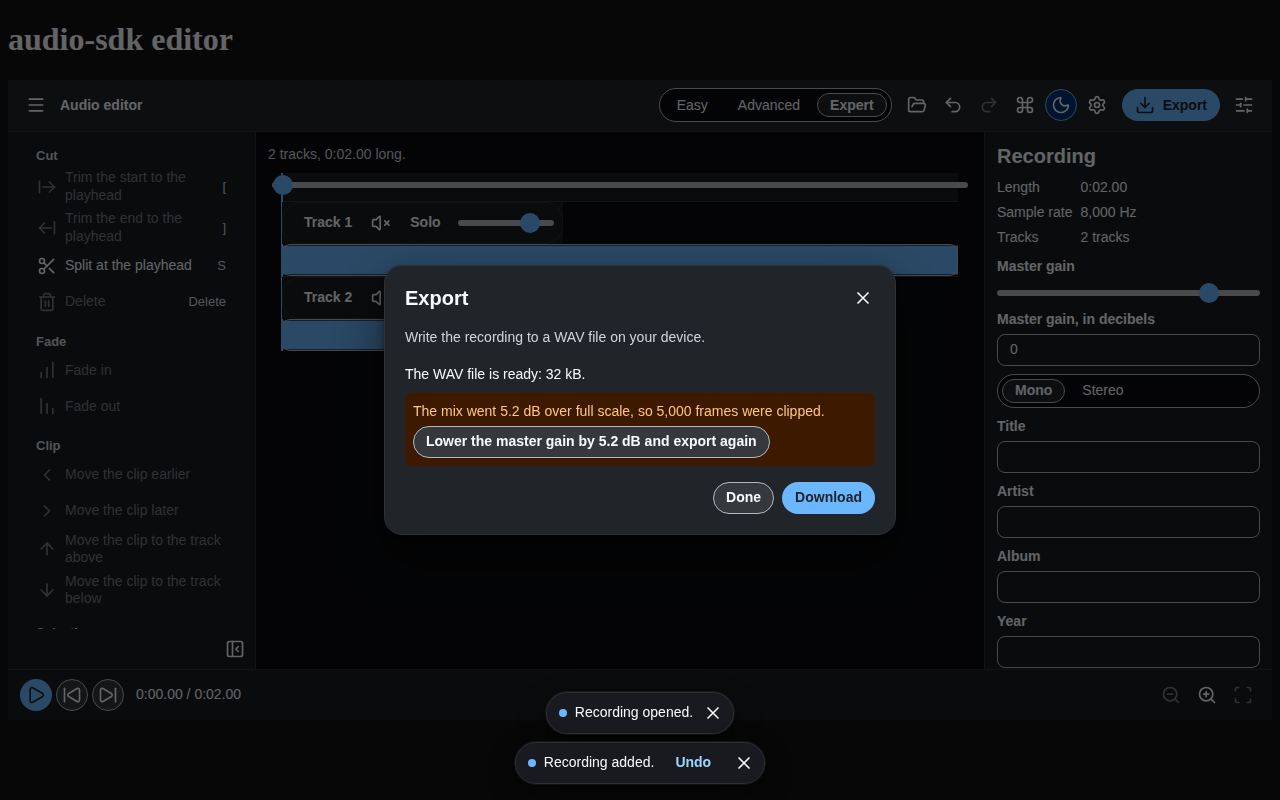 audio-sdk editor
Audio editor
Easy
Advanced
Expert
Export
Cut
Trim the start to the
playhead
[
Trim the end to the
playhead
]
Split at the playhead
S
Delete
Delete
Fade
Fade in
Fade out
Clip
Move the clip earlier
Move the clip later
Move the clip to the track
above
Move the clip to the track
below
2 tracks, 0:02.00 long.
Track 1
Solo
Track 2
Export
Write the recording to a WAV file on your device.
The WAV file is ready: 32 kB.
The mix went 5.2 dB over full scale, so 5,000 frames were clipped.
Lower the master gain by 5.2 dB and export again
Done
Download
Recording
Length 0:02.00
Sample rate 8,000 Hz
Tracks 2 tracks
Master gain
Master gain, in decibels
0
Mono
Stereo
Title
Artist
Album
Year
0:00.00 / 0:02.00
Recording opened.
Recording added.
Undo